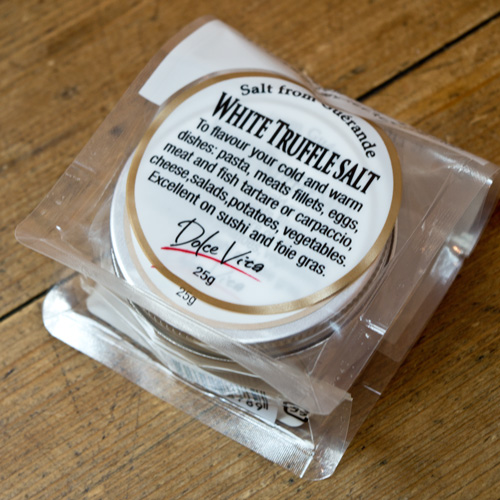 Salt from Guérande
WHITE TRUFFLE SALT
To flavour your cold and warm
dishes: pasta, meats fillets, eggs,
meat and fish tartare or carpaccio,
cheese, salads, potatoes, vegetables.
Excellent on sushi and foie gras.
Dolce Vita
25g
25g